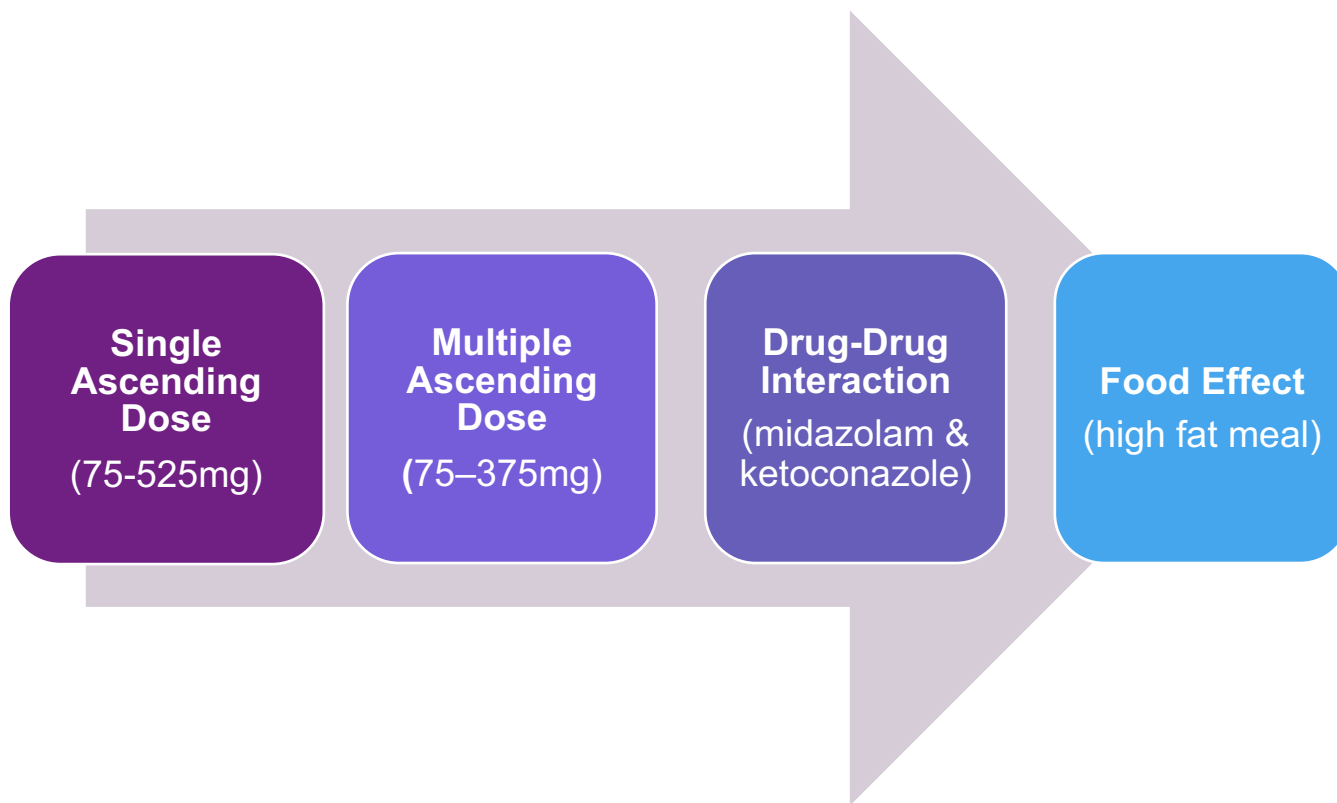 Single
Ascending
Dose
(75-525mg)
Multiple
Ascending
Dose
(75–375mg)
Drug-Drug
Interaction
(midazolam &
ketoconazole)
Food Effect
(high fat meal)